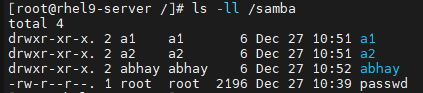 [root@rhel9-server /]# ls -ll /samba
total 4
drwxr-xr-x. 2 a1    a1       6 Dec 27 10:51 a1
drwxr-xr-x. 2 a2    a2       6 Dec 27 10:51 a2
drwxr-xr-x. 2 abhay abhay    6 Dec 27 10:52 abhay
-rw-r--r--. 1 root  root  2196 Dec 27 10:39 passwd